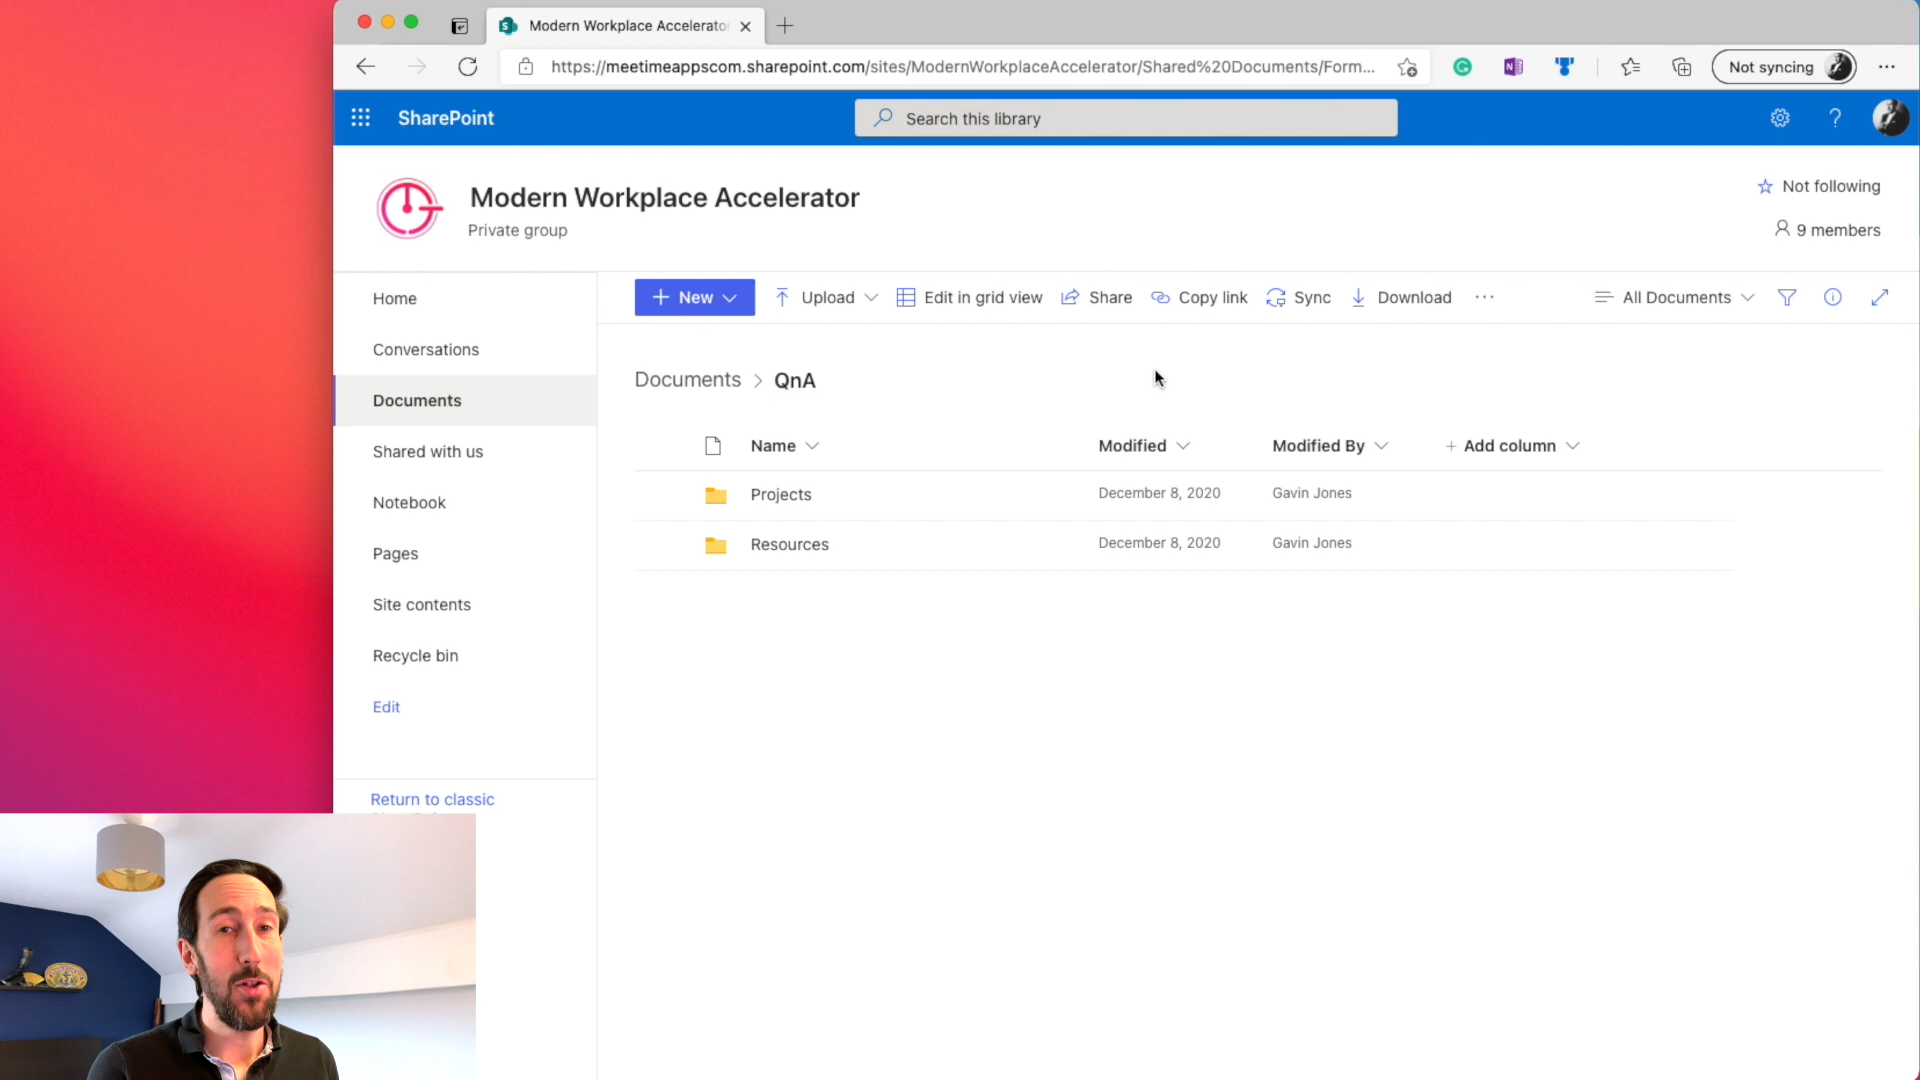 Modern Workplace Accelerato
https://meetimeappscom.sharepoint.com/sites/ModernWorkplaceAccelerator/Shared%20Documents/Form...
Not syncing
SharePoint
Search this library
Modern Workplace Accelerator
Private group
Not following
9 members
Home
Conversations
Documents
Shared with us
Notebook
Pages
Site contents
Recycle bin
Edit
Return to classic
New
Upload
Edit in grid view
Share
Copy link
Sync
Download
All Documents
Documents > QnA
Name
Modified
Modified By
+ Add column
Projects
December 8, 2020
Gavin Jones
Resources
December 8, 2020
Gavin Jones